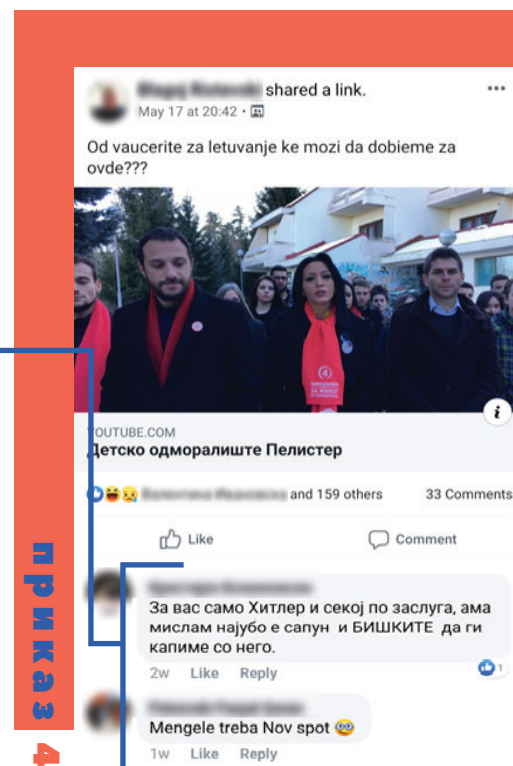 shared a link.
May 17 at 20:42
Od vaucerite za letuvanje ke mozi da dobieme za
ovde???
4
YOUTUBE.COM
Детско одморалиште Пелистер
and 159 others
33 Comments
Like
Comment
За вас само Хитлер и секој по заслуга, ама
мислам најубо е сапун и БИШКИТЕ да ги
капиме со него.
2w Like Reply
1
Mengele treba Nov spot
1w Like Reply
приказ 4